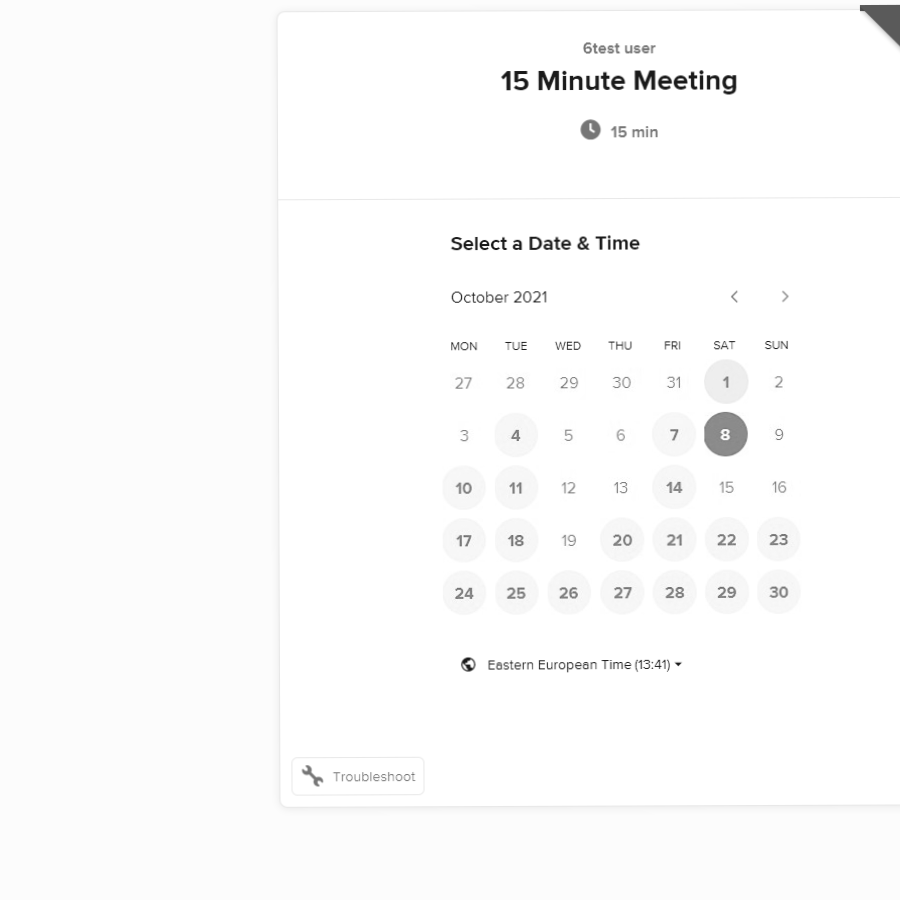 6test user
15 Minute Meeting
15 min
Select a Date & Time
October 2021
MON TUE WED THU FRI SAT SUN
27 28 29 30 31 1 2
3 4 5 6 7 8 9
10 11 12 13 14 15 16
17 18 19 20 21 22 23
24 25 26 27 28 29 30
Eastern European Time (13:41)
Troubleshoot